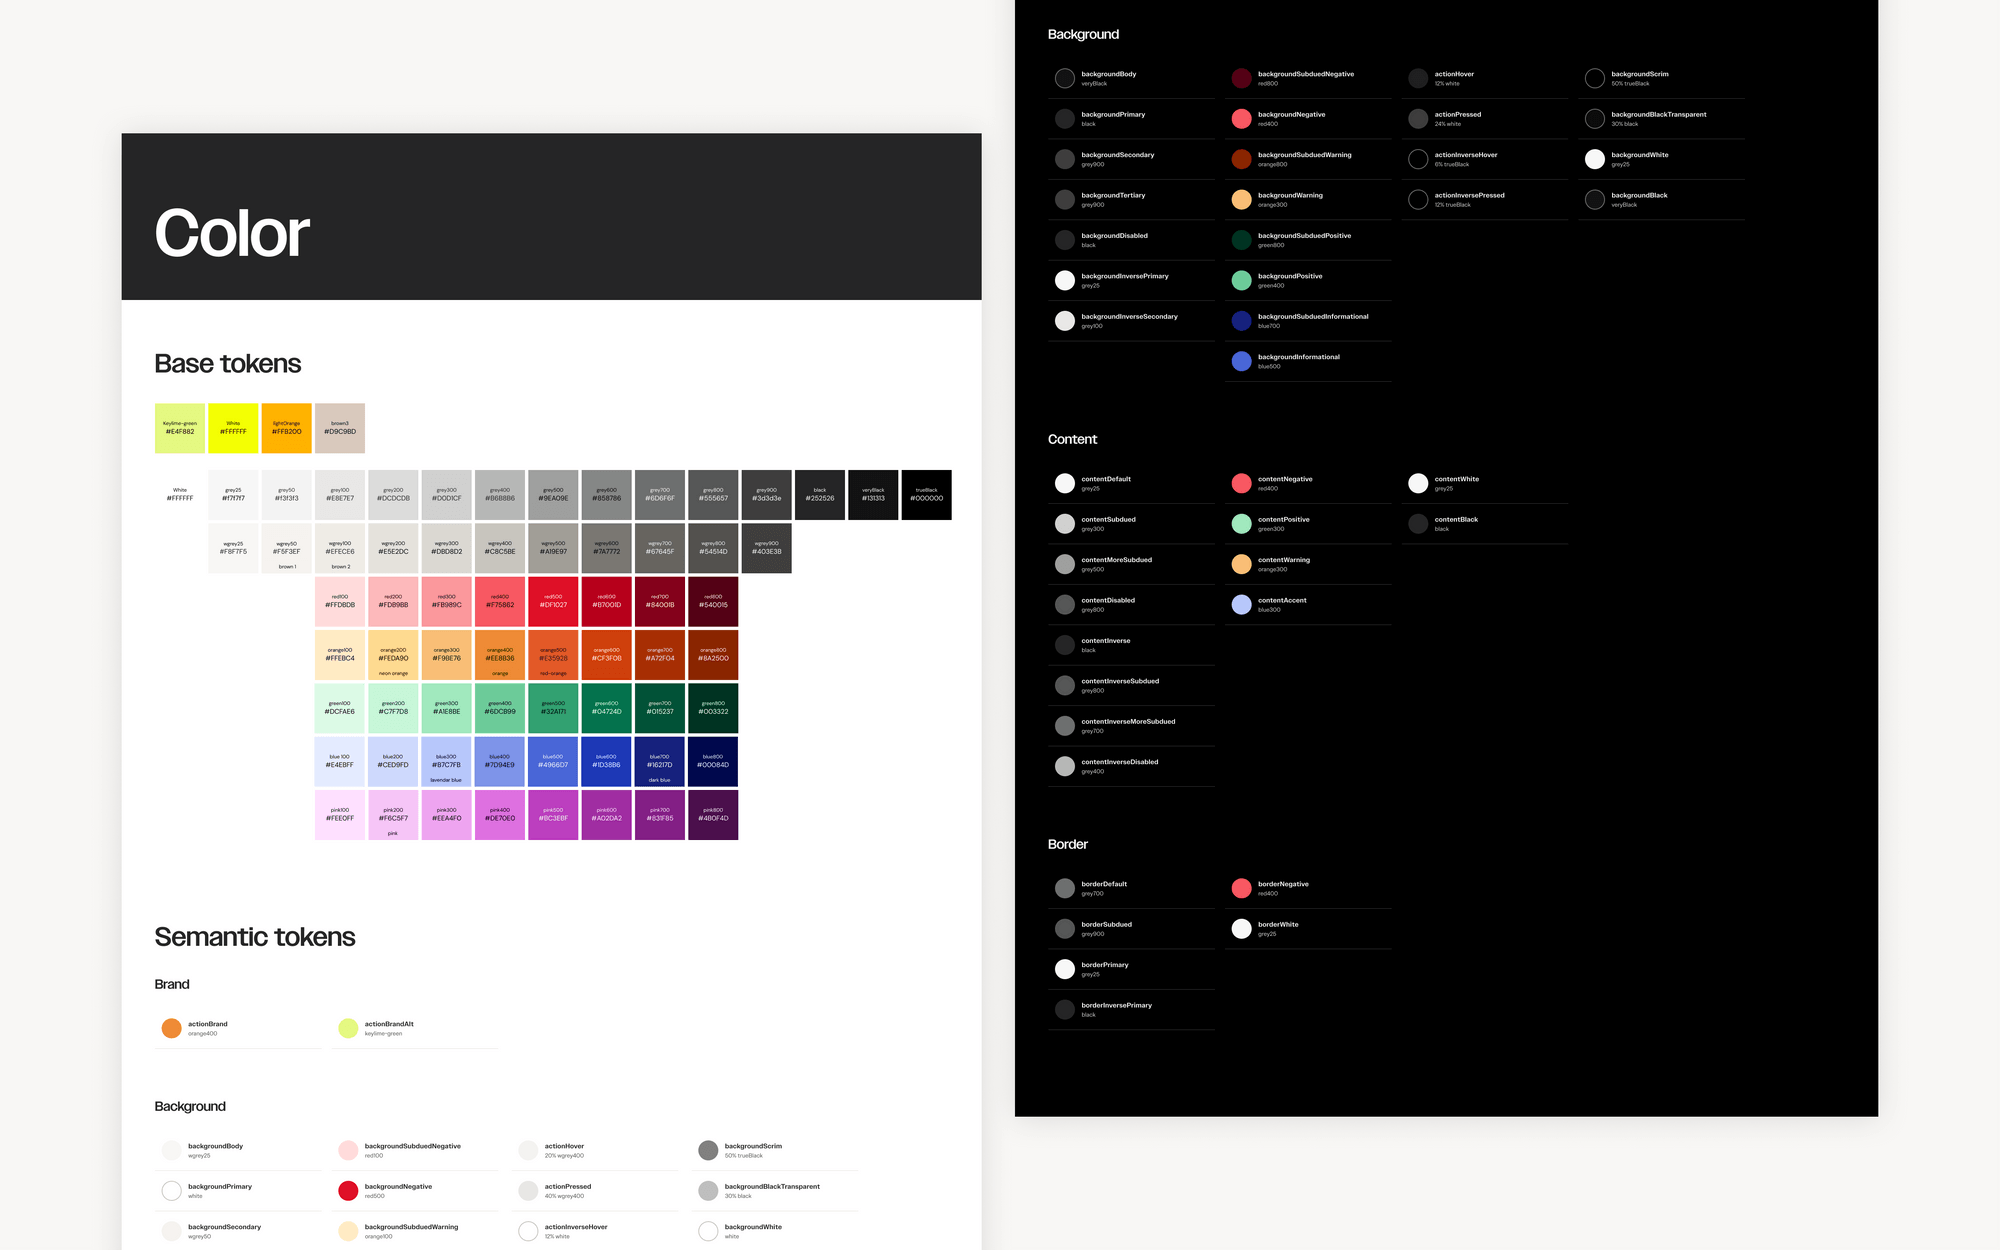 Color
Base tokens
Keylime-green
#E4F882
White
#FFFFFF
lightOrange
#FFB200
brown3
#D9C9BD
White
#FFFFFF
grey25
#f7f7f7
grey50
#f3f3f3
grey100
#E8E7E7
grey200
#DCDCDB
grey300
#D0D1CF
grey400
#B6B8B6
grey500
#9EA09E
grey600
#858786
grey700
#6D6F6F
grey800
#555657
grey900
#3d3d3e
black
#252526
veryBlack
#131313
trueBlack
#000000
wgrey25
#F8F7F5
wgrey50
#F5F3EF
brown 1
wgrey100
#EFECE6
brown 2
wgrey200
#E5E2DC
wgrey300
#DBD8D2
wgrey400
#C8C5BE
wgrey500
#A19E97
wgrey600
#7A7772
wgrey700
#67645F
wgrey800
#54514D
wgrey900
#403E3B
red100
#FFDBDB
red200
#FDB9BB
red300
#FB989C
red400
#F75862
red500
#DF1027
red600
#B7001D
red700
#84001B
red800
#540015
orange100
#FFEBC4
orange200
#FEDA90
neon orange
orange300
#F9BE76
orange400
#EE8B36
orange
orange500
#E35928
red-orange
orange600
#CF3F0B
orange700
#A72F04
orange800
#8A2500
green100
#DCFAE6
green200
#C7F7D8
green300
#A1E8BE
green400
#6DCB99
green500
#32A171
green600
#04724D
green700
#015237
green800
#003322
blue 100
#E4EBFF
blue200
#CED9FD
blue300
#B7C7FB
lavendar blue
blue400
#7D94E9
blue500
#4966D7
blue600
#1D38B6
blue700
#16217D
dark blue
blue800
#00084D
pink100
#FEE0FF
pink200
#F6C5F7
pink
pink300
#EEA4F0
pink400
#DE70E0
pink500
#BC3EBF
pink600
#A02DA2
pink700
#831F85
pink800
#4B0F4D
Semantic tokens
Brand
actionBrand
orange400
actionBrandAlt
keylime-green
Background
backgroundBody
wgrey25
backgroundSubduedNegative
red100
actionHover
20% wgrey400
backgroundScrim
50% trueBlack
backgroundPrimary
white
backgroundNegative
red500
actionPressed
40% wgrey400
backgroundBlackTransparent
30% black
backgroundSecondary
wgrey50
backgroundSubduedWarning
orange100
actionInverseHover
12% white
backgroundWhite
white
Background
backgroundBody
veryBlack
backgroundSubduedNegative
red800
actionHover
12% white
backgroundScrim
50% trueBlack
backgroundPrimary
black
backgroundNegative
red400
actionPressed
24% white
backgroundBlackTransparent
30% black
backgroundSecondary
grey900
backgroundSubduedWarning
orange800
actionInverseHover
6% trueBlack
backgroundWhite
grey25
backgroundTertiary
grey900
backgroundWarning
orange300
actionInversePressed
12% trueBlack
backgroundBlack
veryBlack
backgroundDisabled
black
backgroundSubduedPositive
green800
backgroundInversePrimary
grey25
backgroundPositive
green400
backgroundInverseSecondary
grey100
backgroundSubduedInformational
blue700
backgroundInformational
blue500
Content
contentDefault
grey25
contentNegative
red400
contentWhite
grey25
contentSubdued
grey300
contentPositive
green300
contentBlack
black
contentMoreSubdued
grey500
contentWarning
orange300
contentDisabled
grey800
contentAccent
blue300
contentInverse
black
contentInverseSubdued
grey800
contentInverseMoreSubdued
grey700
contentInverseDisabled
grey400
Border
borderDefault
grey700
borderNegative
red400
borderSubdued
grey900
borderWhite
grey25
borderPrimary
grey25
borderInversePrimary
black